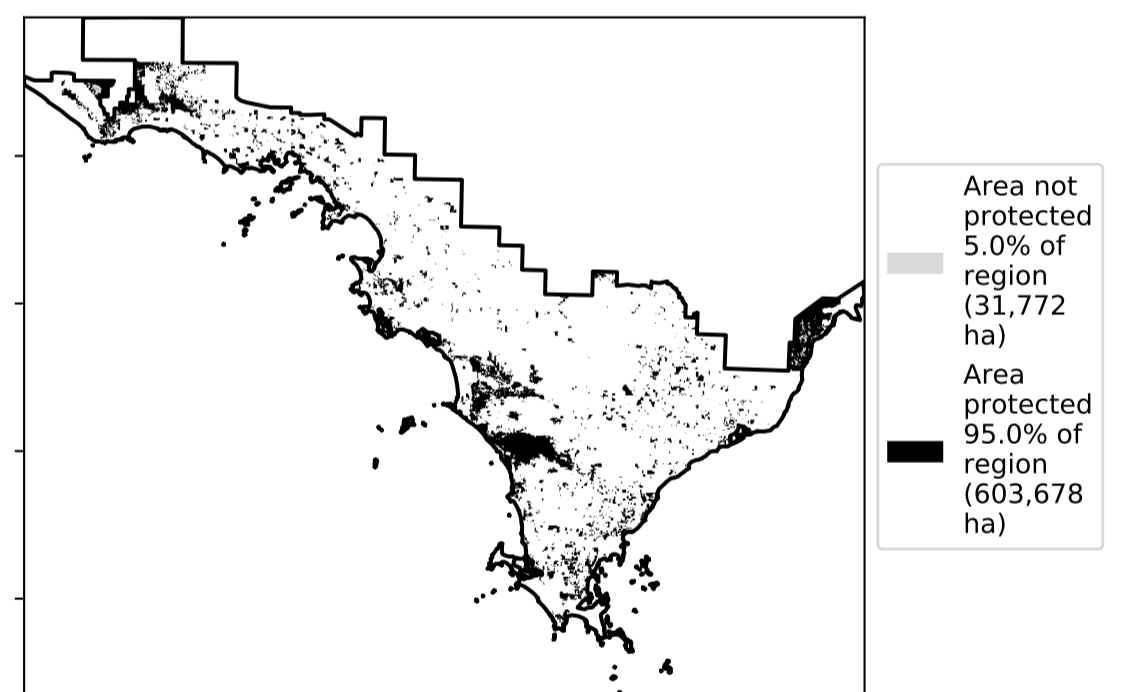 Area not
protected
5.0% of
region
(31,772
ha)
Area
protected
95.0% of
region
(603,678
ha)